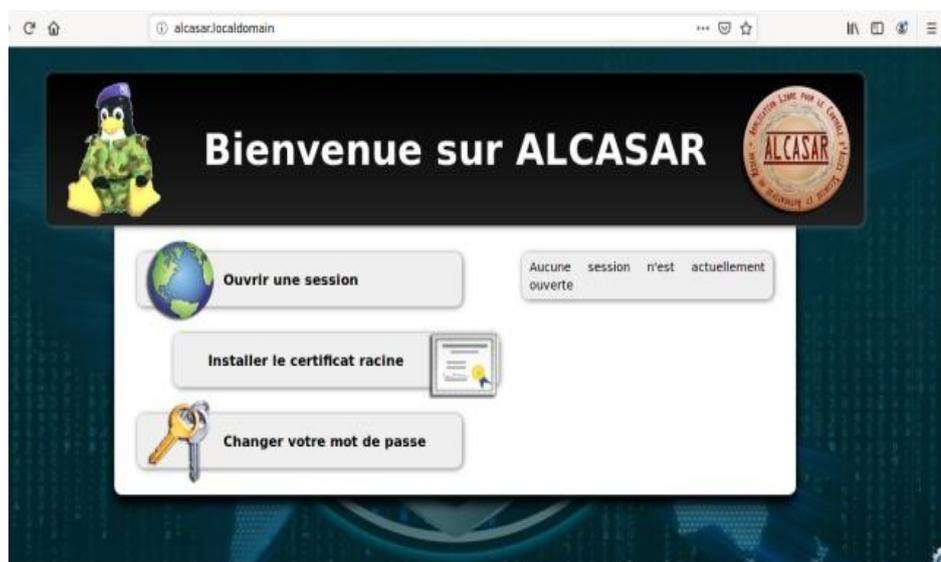 alcasar.localdomain
Bienvenue sur ALCASAR
ALCASAR
Ouvrir une session
Aucune session n'est actuellement
ouverte
Installer le certificat racine
Changer votre mot de passe